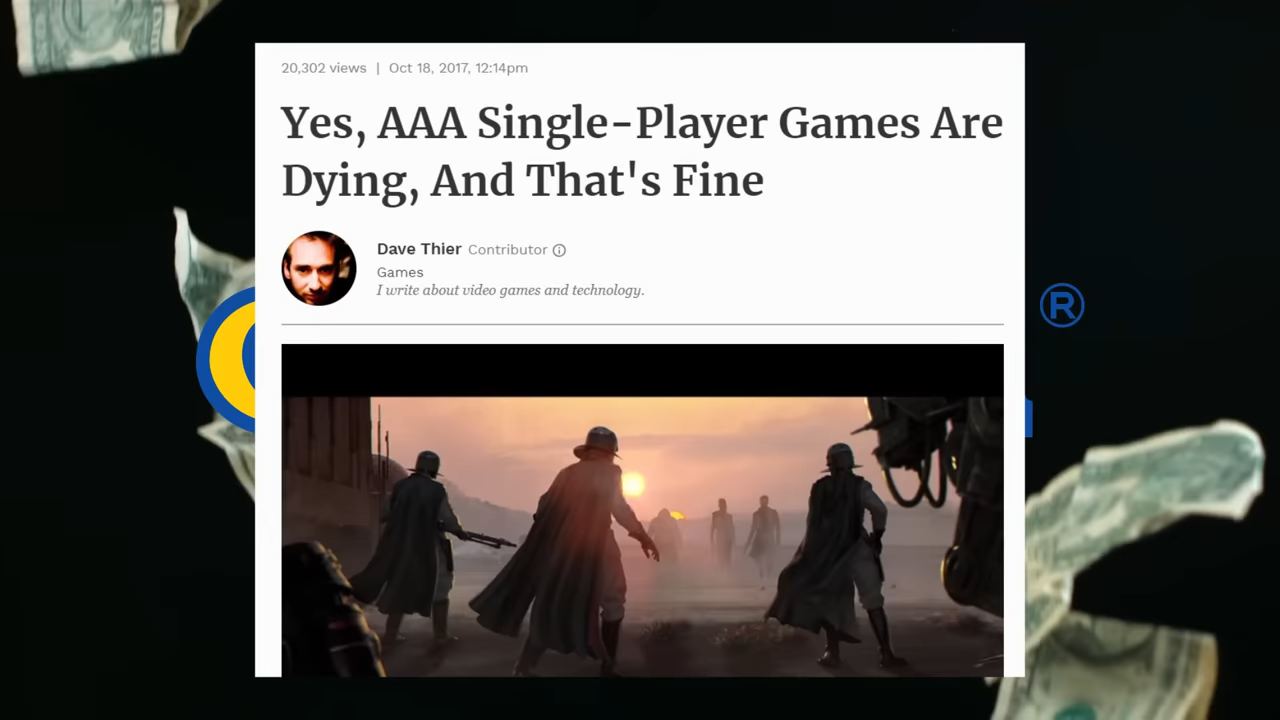 20,302 views | Oct 18, 2017, 12:14pm
Yes, AAA Single-Player Games Are
Dying, And That's Fine
Dave Thier Contributor
Games
I write about video games and technology.
®